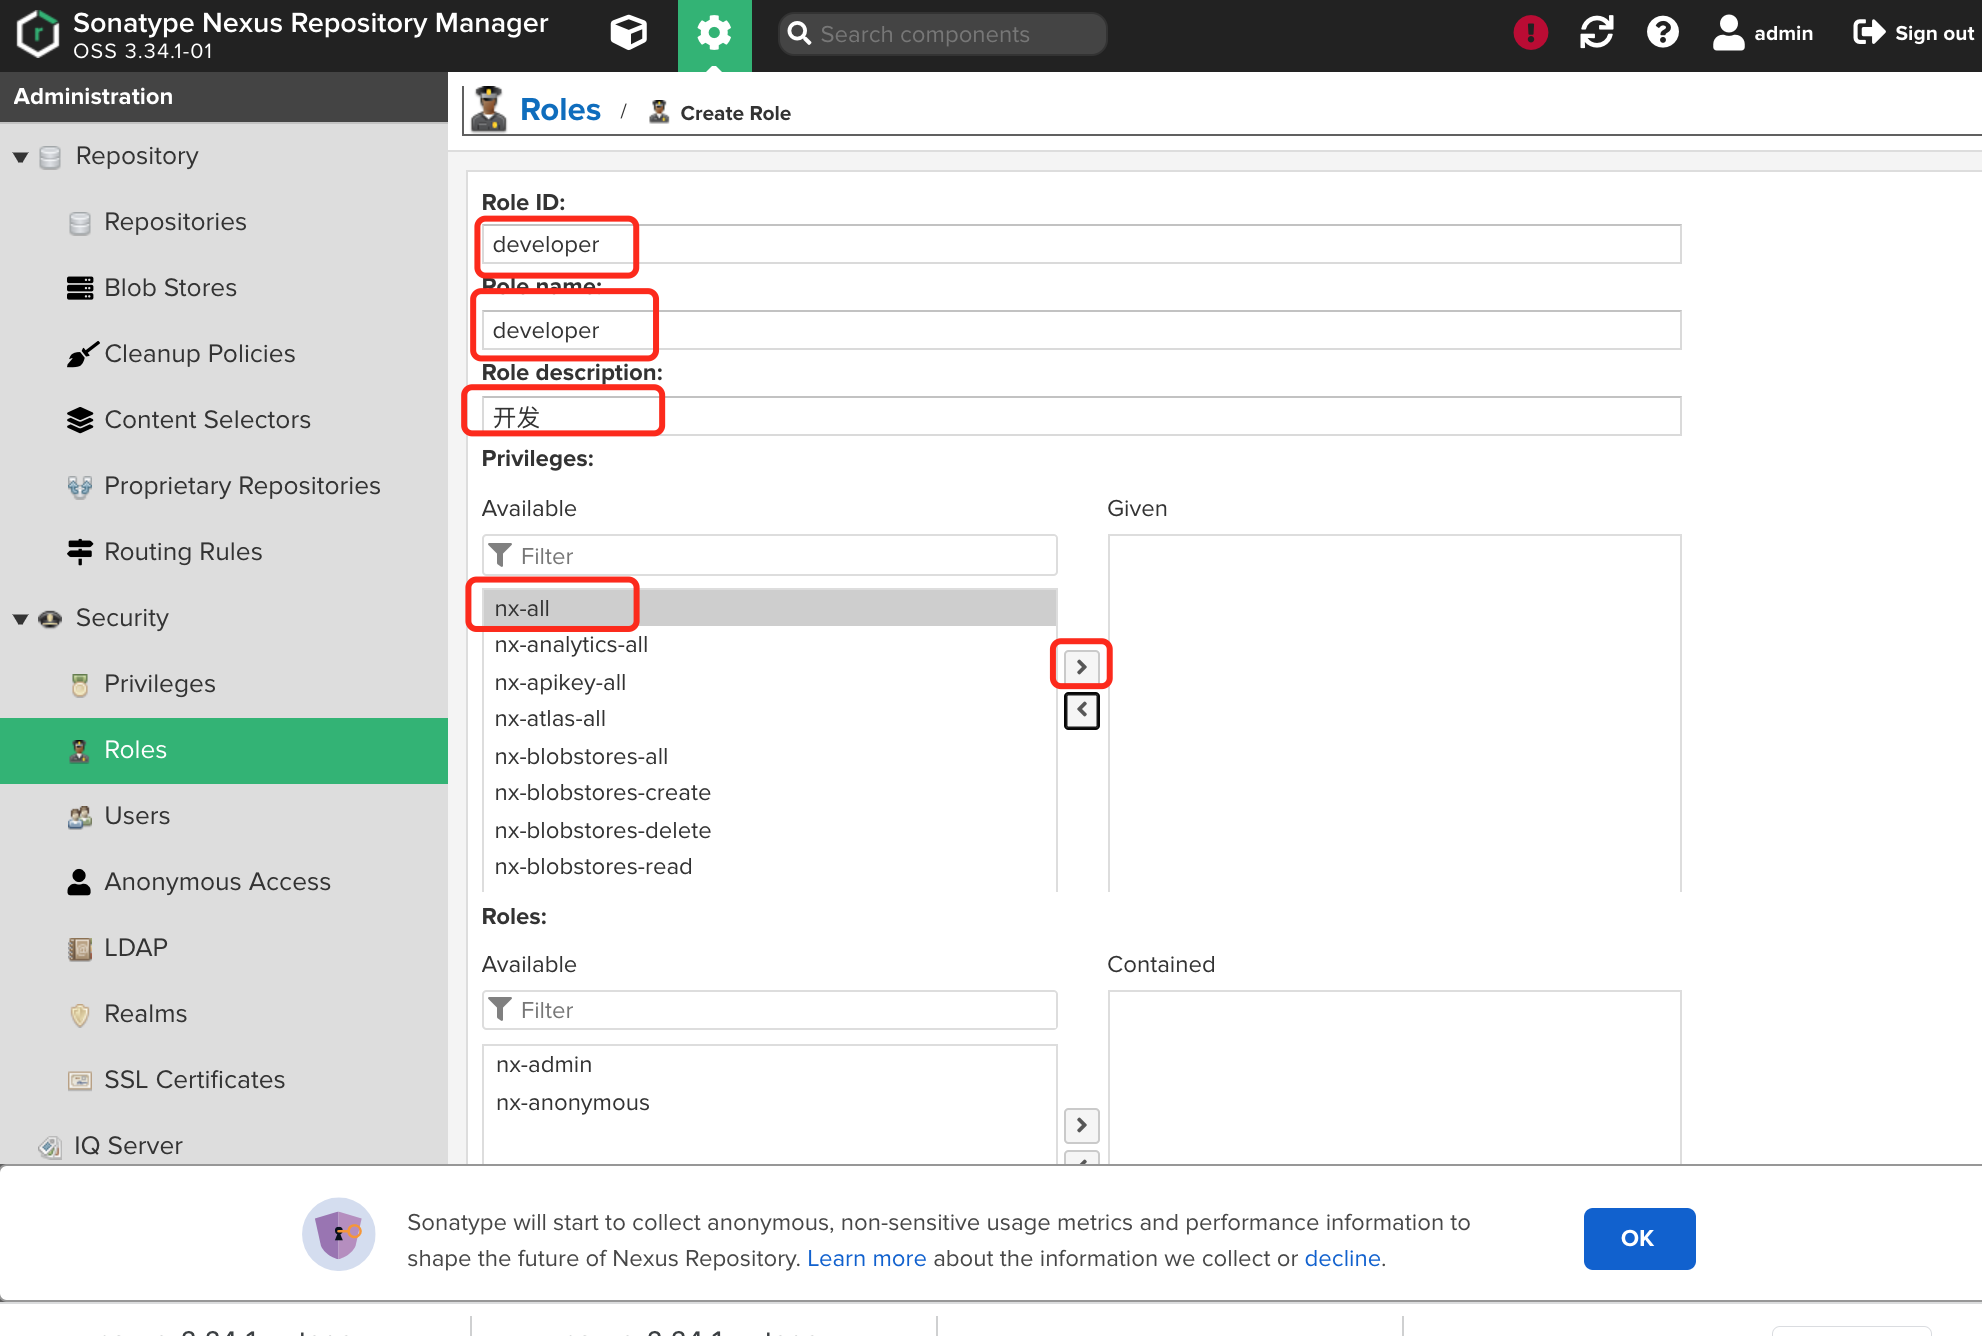 Sonatype Nexus Repository Manager
OSS 3.34.1-01
Search components
admin
Sign out
Administration
Repository
Repositories
Blob Stores
Cleanup Policies
Content Selectors
Proprietary Repositories
Routing Rules
Security
Privileges
Roles
Users
Anonymous Access
LDAP
Realms
SSL Certificates
IQ Server
Roles / Create Role
Role ID:
developer
Role name:
developer
Role description:
开发
Privileges:
Available
Given
Filter
nx-all
nx-analytics-all
nx-apikey-all
nx-atlas-all
nx-blobstores-all
nx-blobstores-create
nx-blobstores-delete
nx-blobstores-read
Roles:
Available
Contained
Filter
nx-admin
nx-anonymous
Sonatype will start to collect anonymous, non-sensitive usage metrics and performance information to
shape the future of Nexus Repository. Learn more about the information we collect or decline.
OK